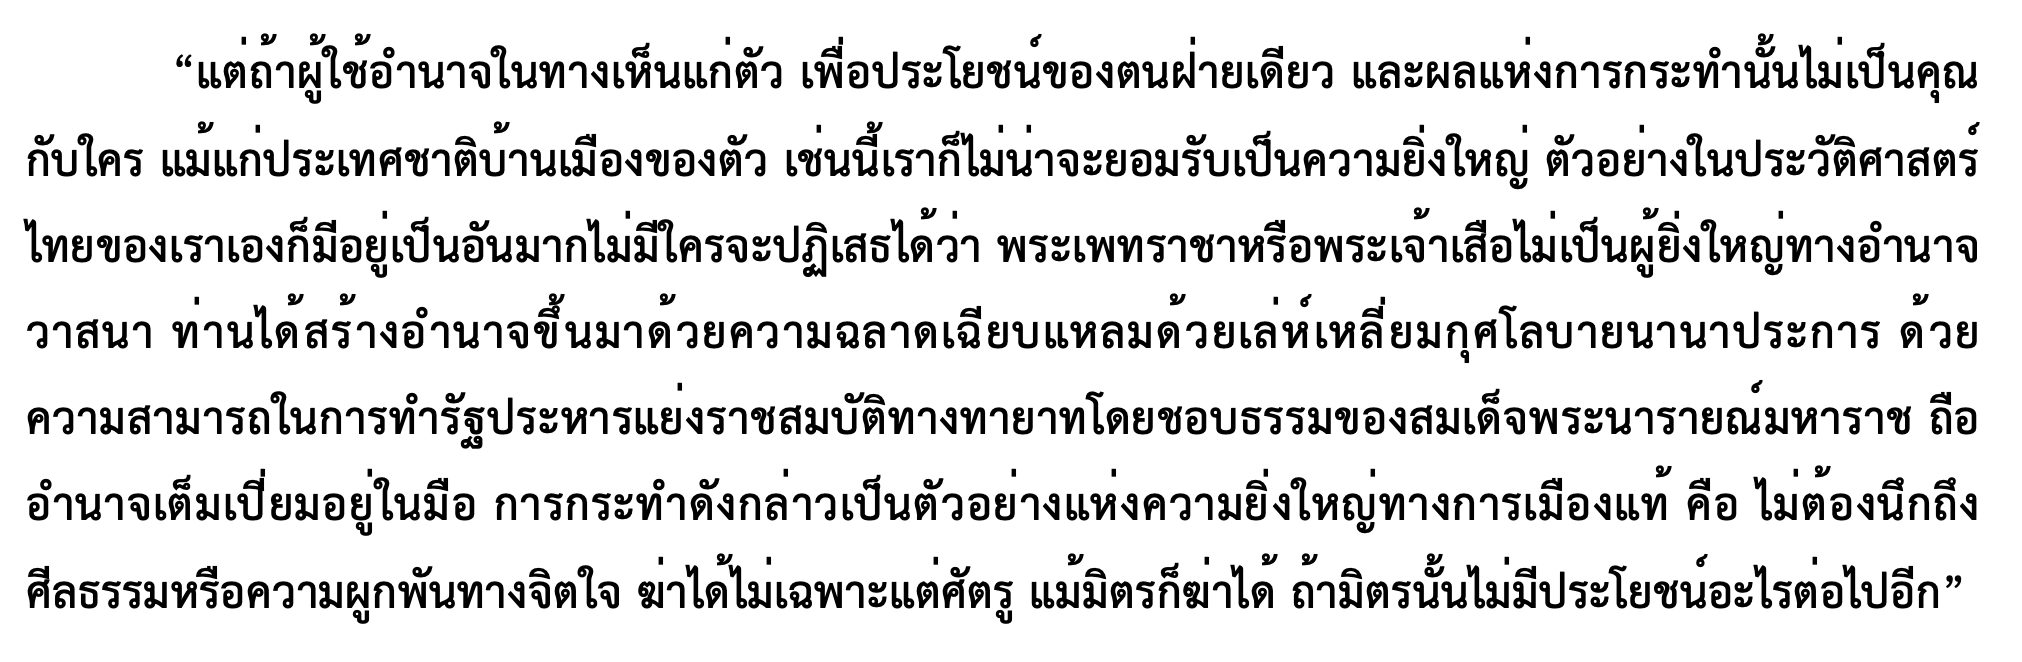 “แต่ถ้าผู้ใช้อำนาจในทางเห็นแก่ตัว เพื่อประโยชน์ของตนฝ่ายเดียว และผลแห่งการกระทำนั้นไม่เป็นคุณ
กับใคร แม้แก่ประเทศชาติบ้านเมืองของตัว เช่นนี้เราก็ไม่น่าจะยอมรับเป็นความยิ่งใหญ่ ตัวอย่างในประวัติศาสตร์
ไทยของเราเองก็มีอยู่เป็นอันมากไม่มีใครจะปฏิเสธได้ว่า พระเพทราชาหรือพระเจ้าเสือไม่เป็นผู้ยิ่งใหญ่ทางอำนาจ
วาสนา ท่านได้สร้างอำนาจขึ้นมาด้วยความฉลาดเฉียบแหลมด้วยเล่ห์เหลี่ยมกุศโลบายนานาประการ ด้วย
ความสามารถในการทำรัฐประหารแย่งราชสมบัติทางทายาทโดยชอบธรรมของสมเด็จพระนารายณ์มหาราช ถือ
อำนาจเต็มเปี่ยมอยู่ในมือ การกระทำดังกล่าวเป็นตัวอย่างแห่งความยิ่งใหญ่ทางการเมืองแท้ คือ ไม่ต้องนึกถึง
ศีลธรรมหรือความผูกพันทางจิตใจ ฆ่าได้ไม่เฉพาะแต่ศัตรู แม้มิตรก็ฆ่าได้ ถ้ามิตรนั้นไม่มีประโยชน์อะไรต่อไปอีก”